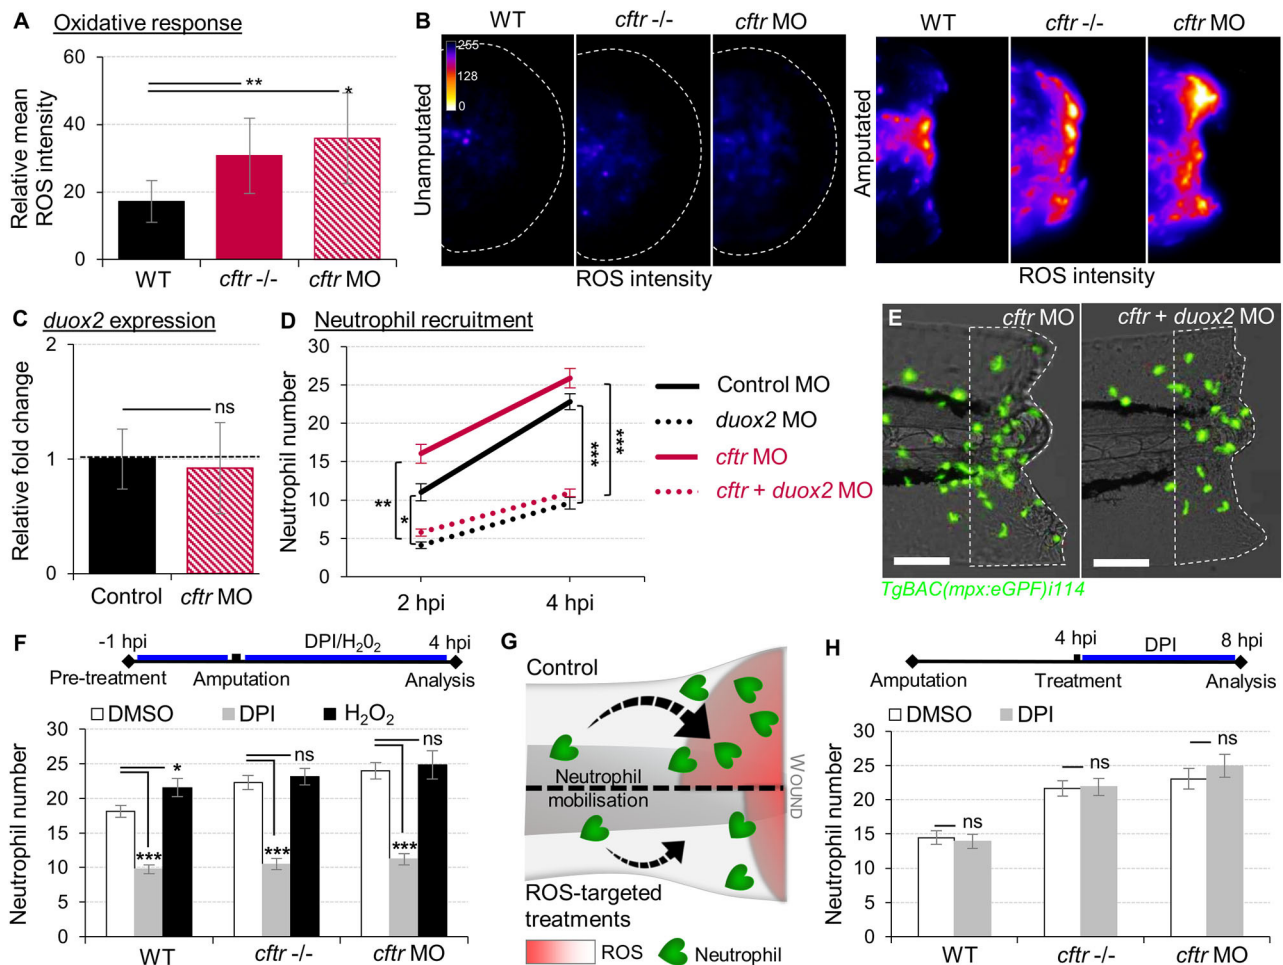 A Oxidative response
Relative mean
ROS intensity
60
40
20
0
**
*
WT
cftr -/-
cftr MO
B
WT
cftr -/-
cftr MO
Unamputated
255
128
0
ROS intensity
WT
cftr -/-
cftr MO
Amputated
ROS intensity
C duox2 expression
Relative fold change
2
1
0
ns
Control
cftr MO
D Neutrophil recruitment
Neutrophil number
30
25
20
15
10
5
0
**
*
***
***
2 hpi
4 hpi
Control MO
duox2 MO
cftr MO
cftr + duox2 MO
E
cftr MO
cftr + duox2 MO
TgBAC(mpx:eGPF)i114
F
-1 hpi
DPI/H₂0₂
4 hpi
Pre-treatment
Amputation
Analysis
DMSO
DPI
H₂O₂
Neutrophil number
30
25
20
15
10
5
0
*
***
ns
***
ns
***
WT
cftr -/-
cftr MO
G
Control
Neutrophil
mobilisation
WOUND
ROS-targeted
treatments
ROS
Neutrophil
H
4 hpi
DPI
8 hpi
Amputation
Treatment
Analysis
DMSO
DPI
Neutrophil number
30
25
20
15
10
5
0
ns
ns
ns
WT
cftr -/-
cftr MO